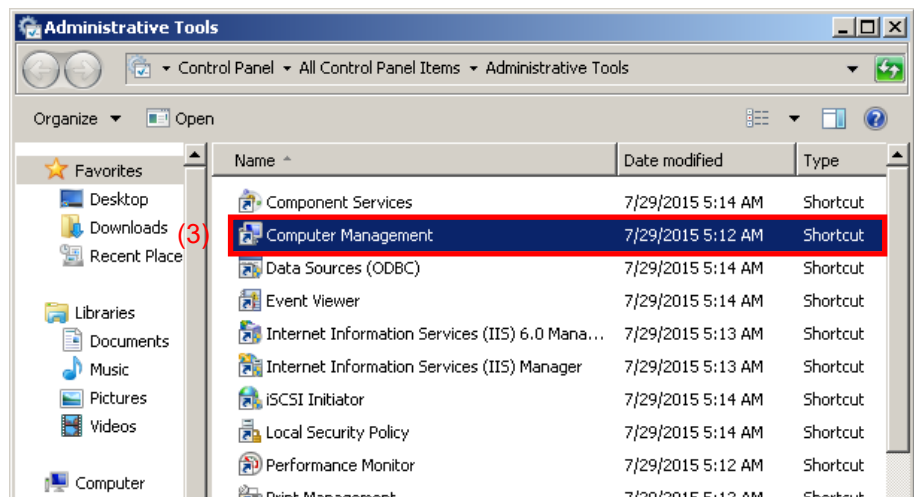 Administrative Tools
Control Panel All Control Panel Items Administrative Tools
Organize Open
Favorites
Desktop
Downloads
Recent Place
Libraries
Documents
Music
Pictures
Videos
Computer
(3)
Name Date modified Type
Component Services 7/29/2015 5:14 AM Shortcut
Computer Management 7/29/2015 5:12 AM Shortcut
Data Sources (ODBC) 7/29/2015 5:14 AM Shortcut
Event Viewer 7/29/2015 5:14 AM Shortcut
Internet Information Services (IIS) 6.0 Mana... 7/29/2015 5:13 AM Shortcut
Internet Information Services (IIS) Manager 7/29/2015 5:13 AM Shortcut
iSCSI Initiator 7/29/2015 5:14 AM Shortcut
Local Security Policy 7/29/2015 5:14 AM Shortcut
Performance Monitor 7/29/2015 5:12 AM Shortcut
Print Management Shortcut